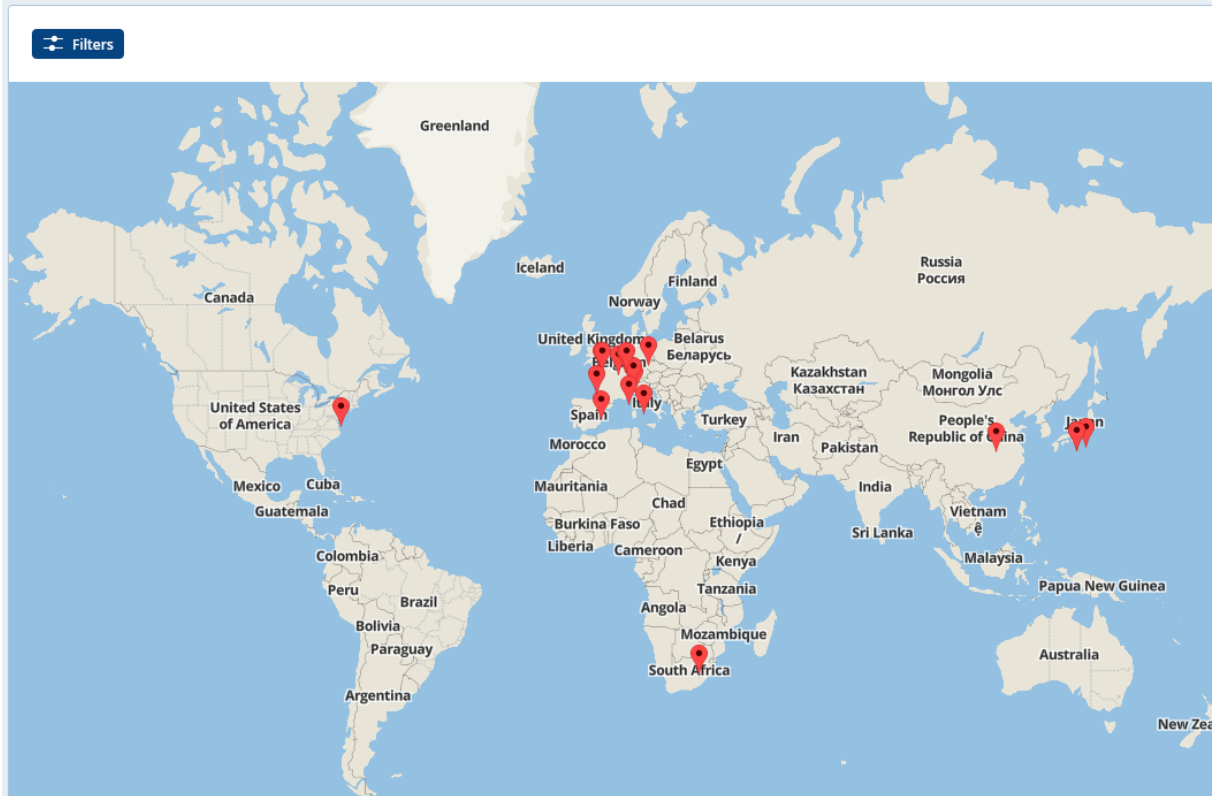 Filters
Greenland
Iceland
Russia
Россия
Finland
Canada
Norway
United Kingdom
Belarus
Беларусь
Kazakhstan
Казахстан
Mongolia
Монгол Улс
United States
of America
Italy
Spain
Turkey
People's
Republic of China
Japan
Morocco
Iran
Pakistan
Egypt
Mexico
Cuba
Mauritania
India
Guatemala
Chad
Vietnam
ệ
Burkina Faso
Ethiopia
/
Sri Lanka
Liberia
Cameroon
Colombia
Kenya
Malaysia
Peru
Tanzania
Papua New Guinea
Brazil
Angola
Bolivia
Mozambique
Paraguay
Australia
South Africa
Argentina
New Zea